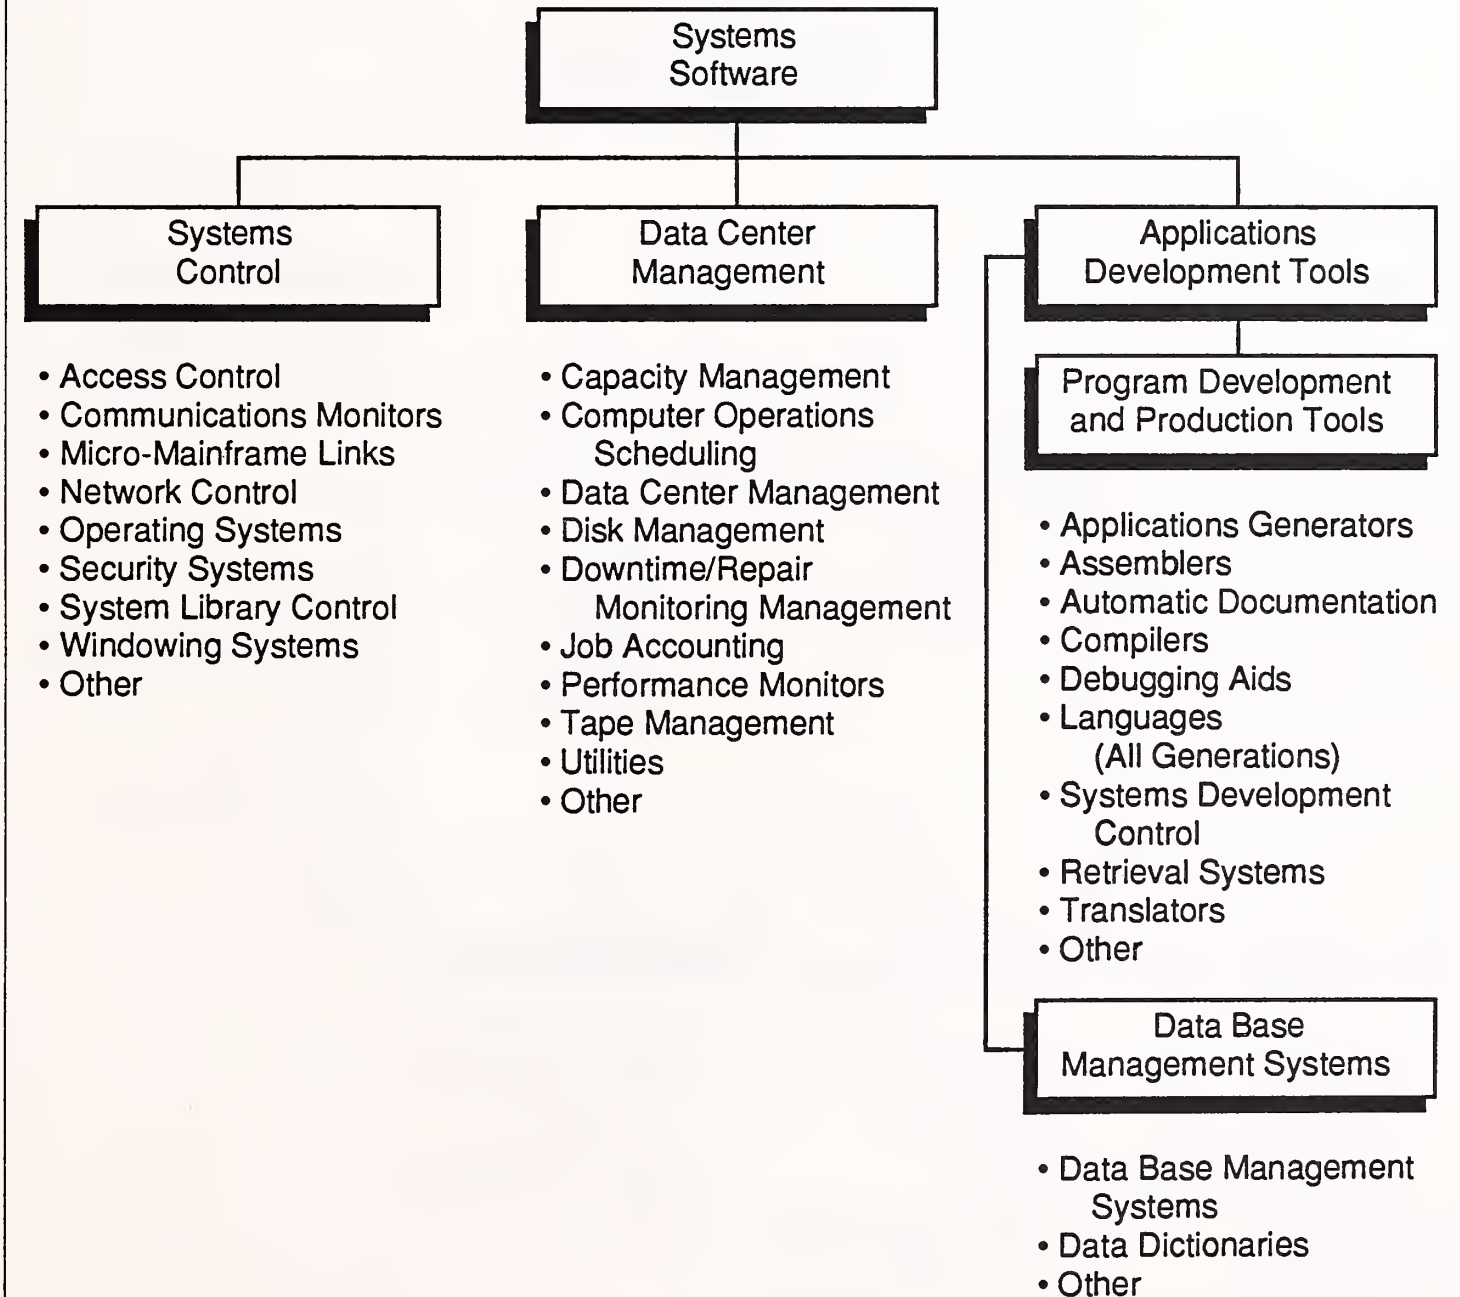 Systems
Software
Systems
Control
• Access Control
• Communications Monitors
• Micro-Mainframe Links
• Network Control
• Operating Systems
• Security Systems
• System Library Control
• Windowing Systems
• Other
Data Center
Management
• Capacity Management
• Computer Operations
Scheduling
• Data Center Management
• Disk Management
• Downtime/Repair
Monitoring Management
• Job Accounting
• Performance Monitors
• Tape Management
• Utilities
• Other
Applications
Development Tools
Program Development
and Production Tools
• Applications Generators
• Assemblers
• Automatic Documentation
• Compilers
• Debugging Aids
• Languages
(All Generations)
• Systems Development
Control
• Retrieval Systems
• Translators
• Other
Data Base
Management Systems
• Data Base Management
Systems
• Data Dictionaries
• Other